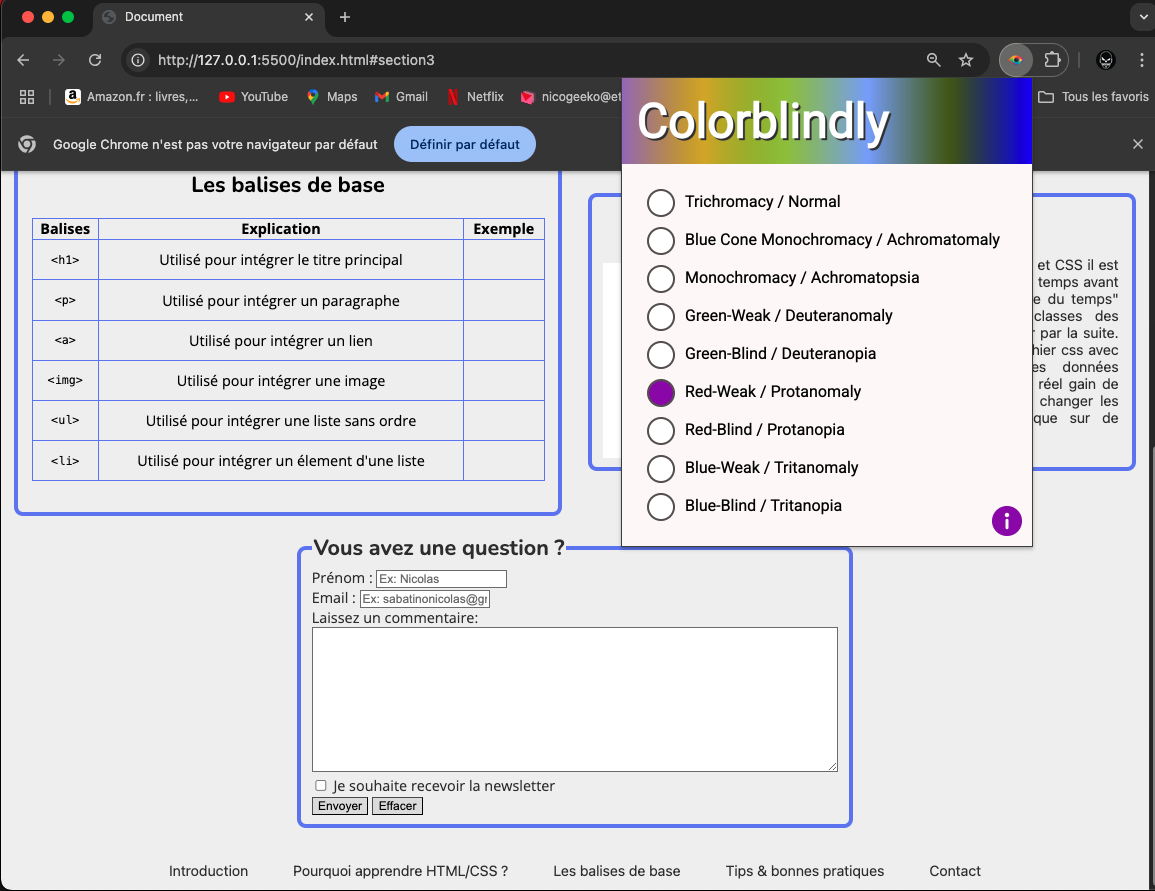 Document
http://127.0.0.1:5500/index.html#section3
Amazon.fr : livres,...
YouTube
Maps
Gmail
Netflix
nicogeeko@et
Tous les favoris
Google Chrome n'est pas votre navigateur par défaut
Définir par défaut
Colorblindly
Trichromacy / Normal
Blue Cone Monochromacy / Achromatomaly
Monochromacy / Achromatopsia
Green-Weak / Deuteranomaly
Green-Blind / Deuteranopia
Red-Weak / Protanomaly
Red-Blind / Protanopia
Blue-Weak / Tritanomaly
Blue-Blind / Tritanopia
i
Les balises de base
Balises Explication Exemple
<h1> Utilisé pour intégrer le titre principal
<p> Utilisé pour intégrer un paragraphe
<a> Utilisé pour intégrer un lien
<img> Utilisé pour intégrer une image
<ul> Utilisé pour intégrer une liste sans ordre
<li> Utilisé pour intégrer un élement d'une liste
et CSS il est
temps avant
e du temps"
classes des
r par la suite.
hier css avec
es données
réel gain de
changer les
que sur de
Vous avez une question ?
Prénom : Ex: Nicolas
Email : Ex: sabatinonicolas@gr
Laissez un commentaire:
Je souhaite recevoir la newsletter
Envoyer Effacer
Introduction Pourquoi apprendre HTML/CSS ? Les balises de base Tips & bonnes pratiques Contact